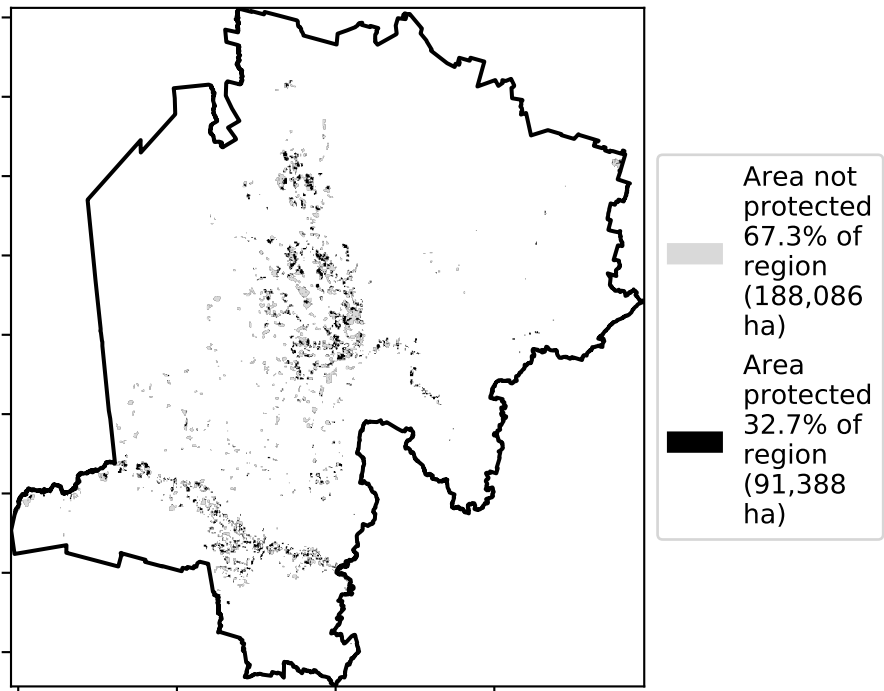 Area not
protected
67.3% of
region
(188,086
ha)
Area
protected
32.7% of
region
(91,388
ha)